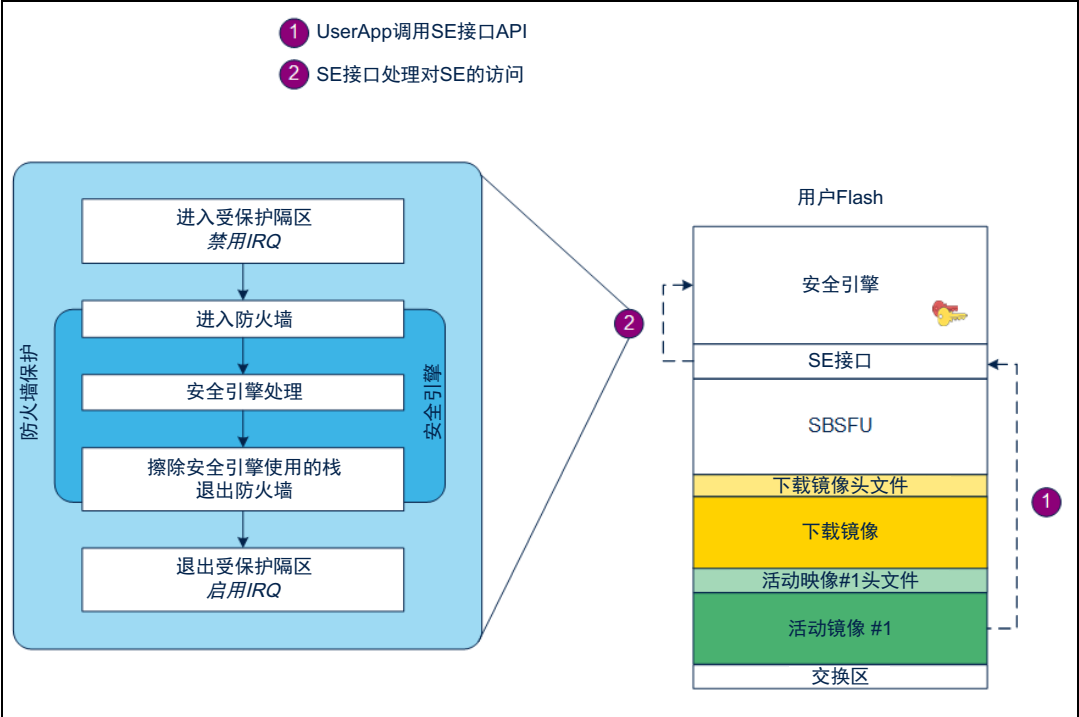 1 UserApp调用SE接口API
2 SE接口处理对SE的访问
进入受保护隔区
禁用IRQ
进入防火墙
安全引擎处理
擦除安全引擎使用的栈
退出防火墙
退出受保护隔区
启用IRQ
防火墙保护
安全引擎
2
用户Flash
安全引擎
SE接口
SBSFU
下载镜像头文件
下载镜像
活动映像#1头文件
活动镜像 #1
交换区
1